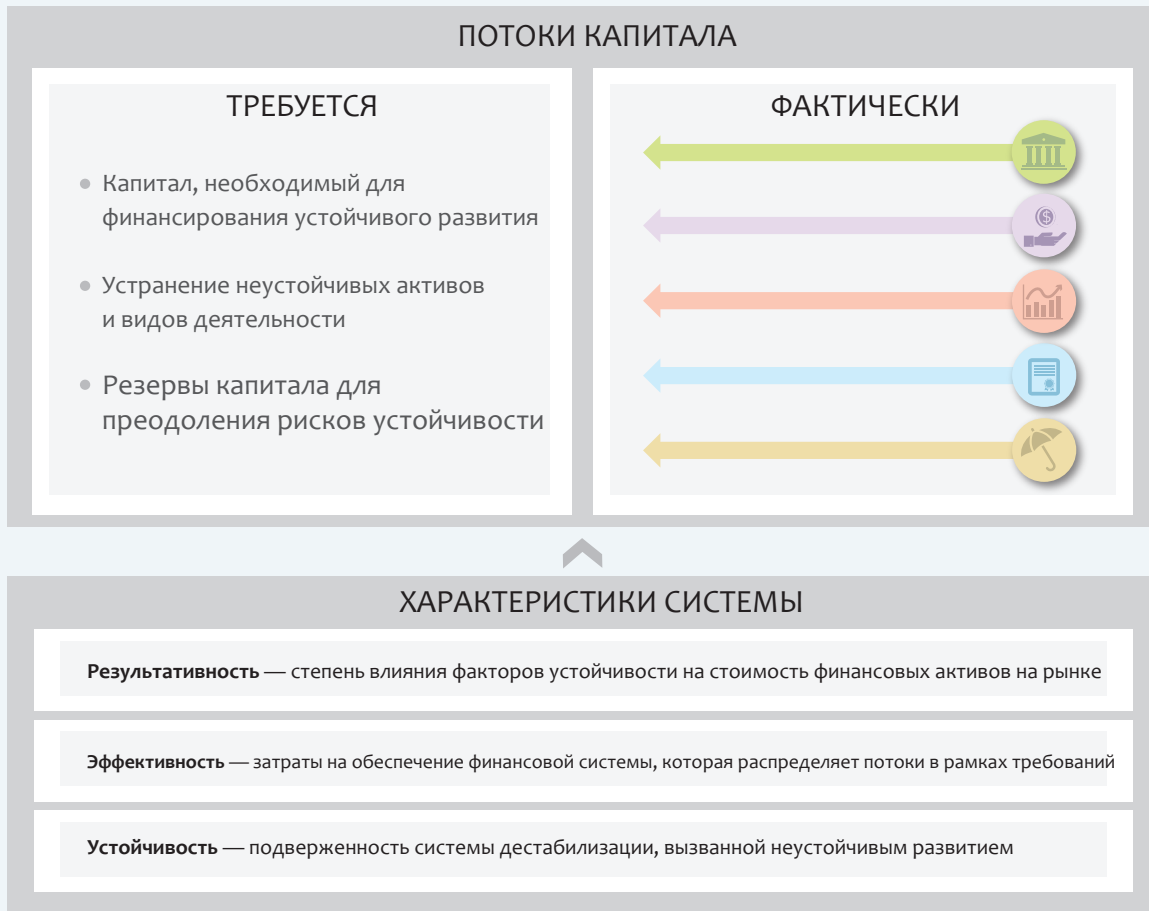 ПОТОКИ КАПИТАЛА
ТРЕБУЕТСЯ
Капитал, необходимый для
финансирования устойчивого развития
Устранение неустойчивых активов
и видов деятельности
Резервы капитала для
преодоления рисков устойчивости
ФАКТИЧЕСКИ
$
ХАРАКТЕРИСТИКИ СИСТЕМЫ
Результативность — степень влияния факторов устойчивости на стоимость финансовых активов на рынке
Эффективность — затраты на обеспечение финансовой системы, которая распределяет потоки в рамках требований
Устойчивость — подверженность системы дестабилизации, вызванной неустойчивым развитием